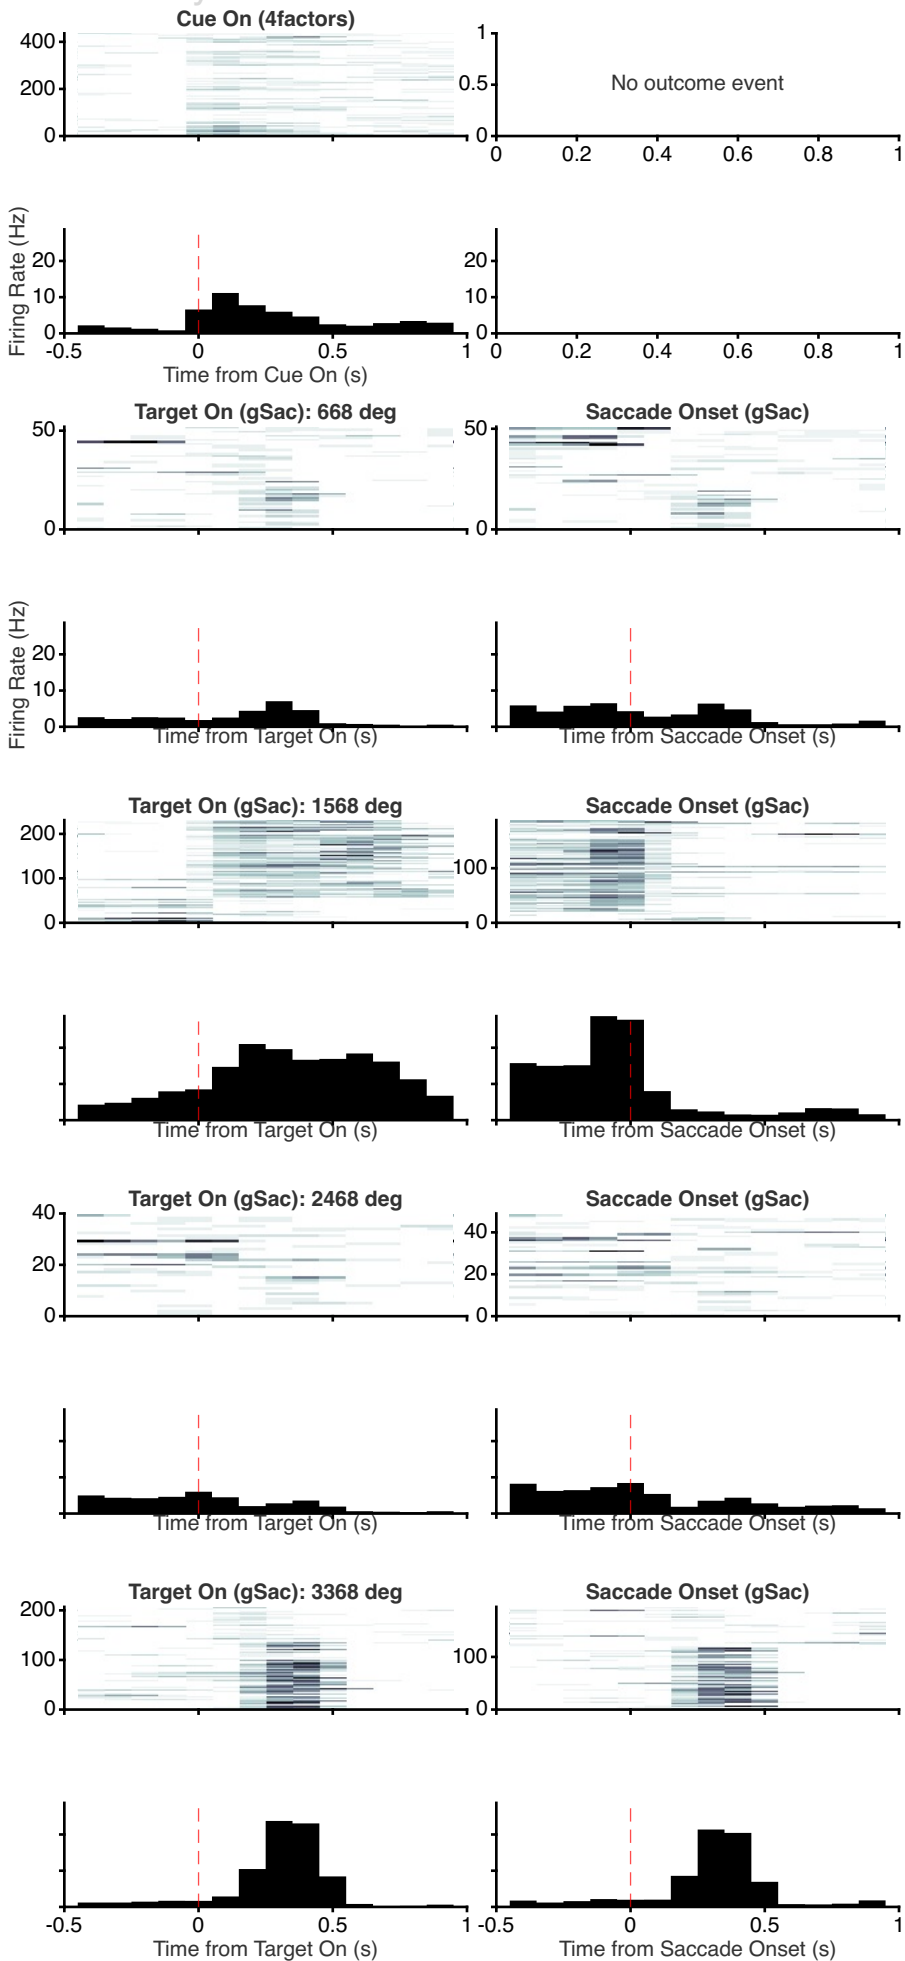 Cue On (4factors)
400
200
0
1
0.5
0
No outcome event
0 0.2 0.4 0.6 0.8 1
Firing Rate (Hz)
20
10
0
-0.5 0 0.5 1
Time from Cue On (s)
20
10
0
0 0.2 0.4 0.6 0.8 1
Target On (gSac): 668 deg
50
0
Saccade Onset (gSac)
50
0
Firing Rate (Hz)
20
10
0
Time from Target On (s)
Time from Saccade Onset (s)
Target On (gSac): 1568 deg
200
100
0
Saccade Onset (gSac)
100
0
Time from Target On (s)
Time from Saccade Onset (s)
Target On (gSac): 2468 deg
40
20
0
Saccade Onset (gSac)
40
20
0
Time from Target On (s)
Time from Saccade Onset (s)
Target On (gSac): 3368 deg
200
100
0
Saccade Onset (gSac)
100
0
-0.5 0 0.5 1
Time from Target On (s)
-0.5 0 0.5 1
Time from Saccade Onset (s)